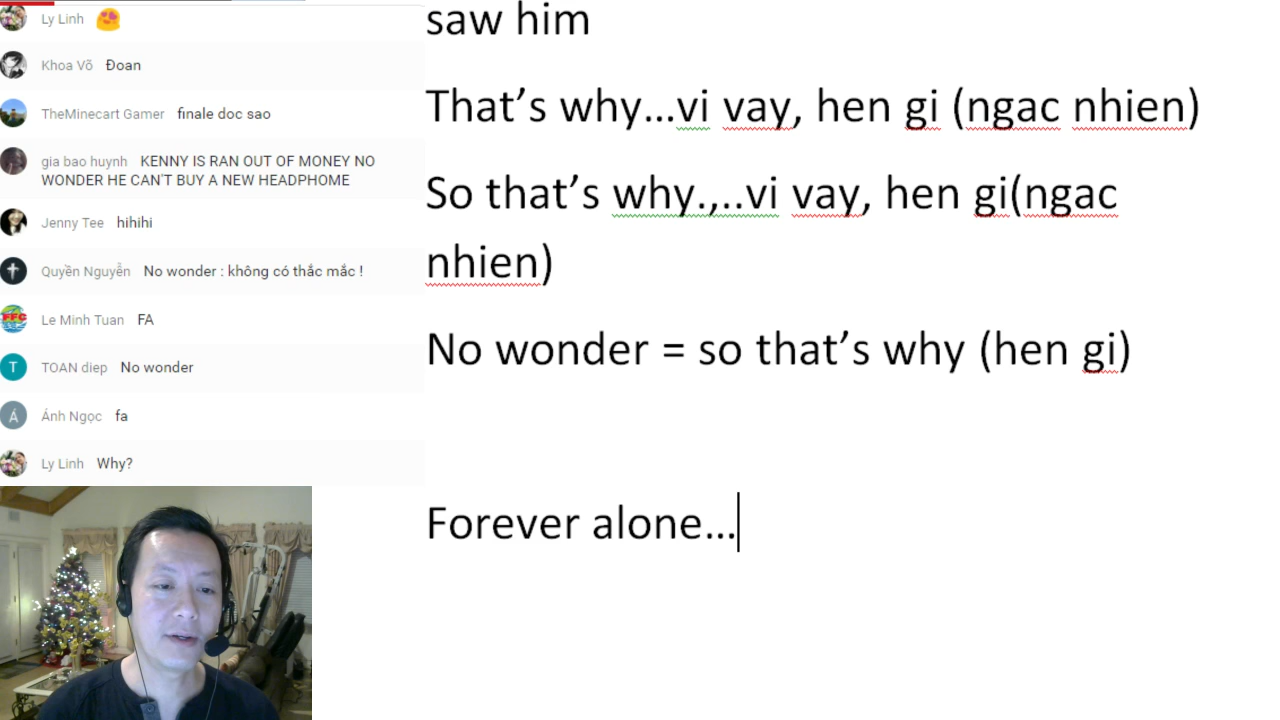 Ly Linh
Khoa Võ Đoan
TheMinecart Gamer finale doc sao
gia bao huynh KENNY IS RAN OUT OF MONEY NO
WONDER HE CAN'T BUY A NEW HEADPHOME
Jenny Tee hihihi
Quyền Nguyễn No wonder : không có thắc mắc !
Le Minh Tuan FA
T TOAN diep No wonder
Á Ánh Ngọc fa
Ly Linh Why?
saw him
That’s why...vi vay, hen gi (ngac nhien)
So that’s why.,..vi vay, hen gi(ngac
nhien)
No wonder = so that’s why (hen gi)
Forever alone...